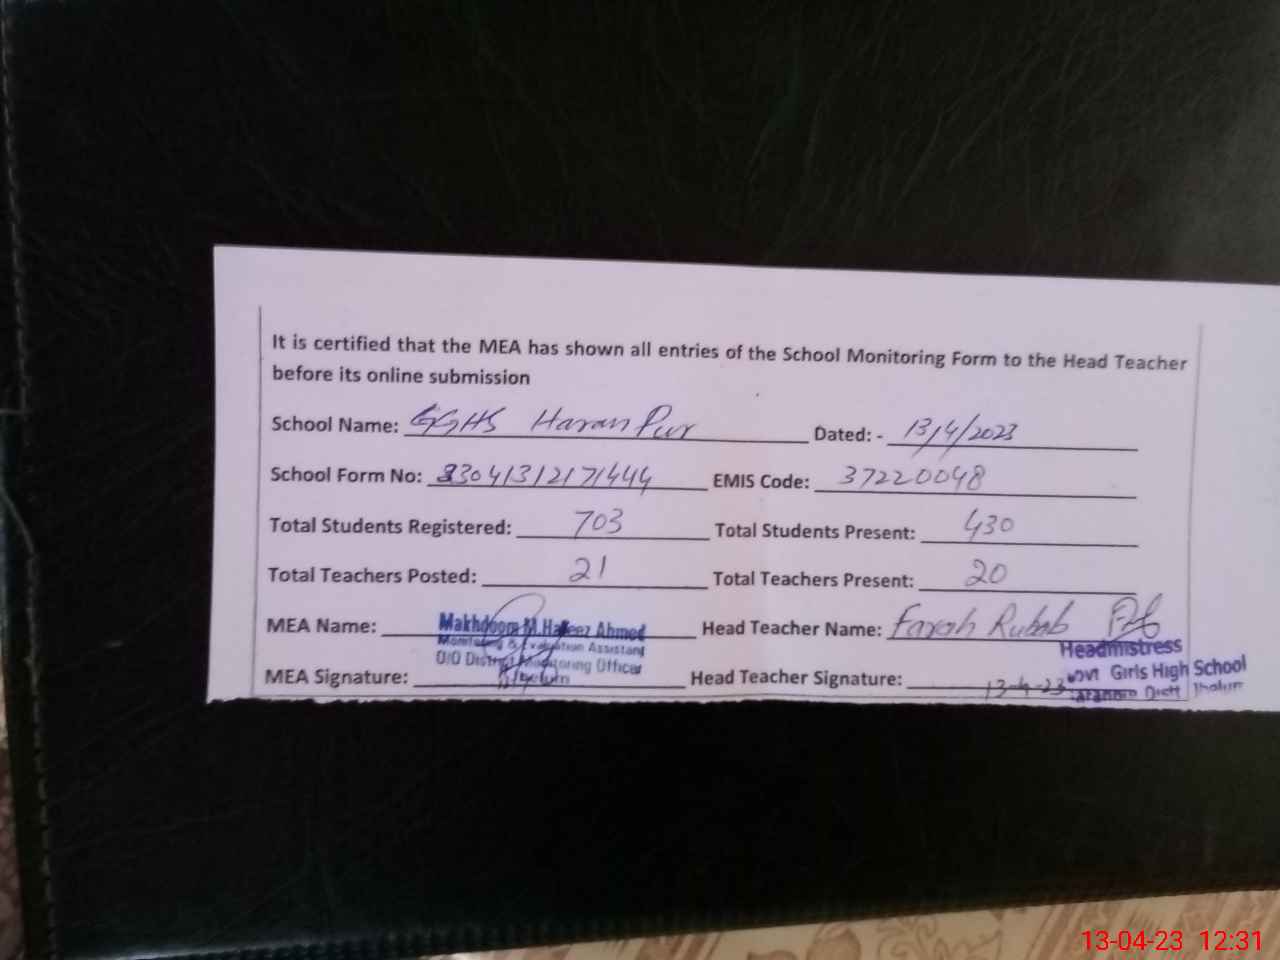 It is certified that the MEA has shown all entries of the School Monitoring Form to the Head Teacher
before its online submission
School Name: GGHS Haran Pur Dated: - 13/4/2023
School Form No: 33041312171444 EMIS Code: 37220048
Total Students Registered: 703 Total Students Present: 430
Total Teachers Posted: 21 Total Teachers Present: 20
MEA Name: Makhdoom M.Hafeez Ahmed Head Teacher Name: Farah Rubab
Monitoring & Evaluation Assistant Headmistress
O/O District Monitoring Officer Govt Girls High School
MEA Signature: Jhelum Head Teacher Signature: 13-4-23 Distt Jhelum
13-04-23 12:31